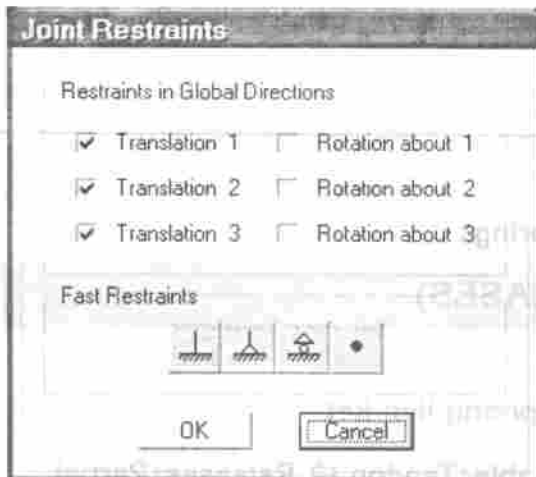 Joint Restraints
Restraints in Global Directions
Translation 1 Rotation about 1
Translation 2 Rotation about 2
Translation 3 Rotation about 3
Fast Restraints
OK Cancel